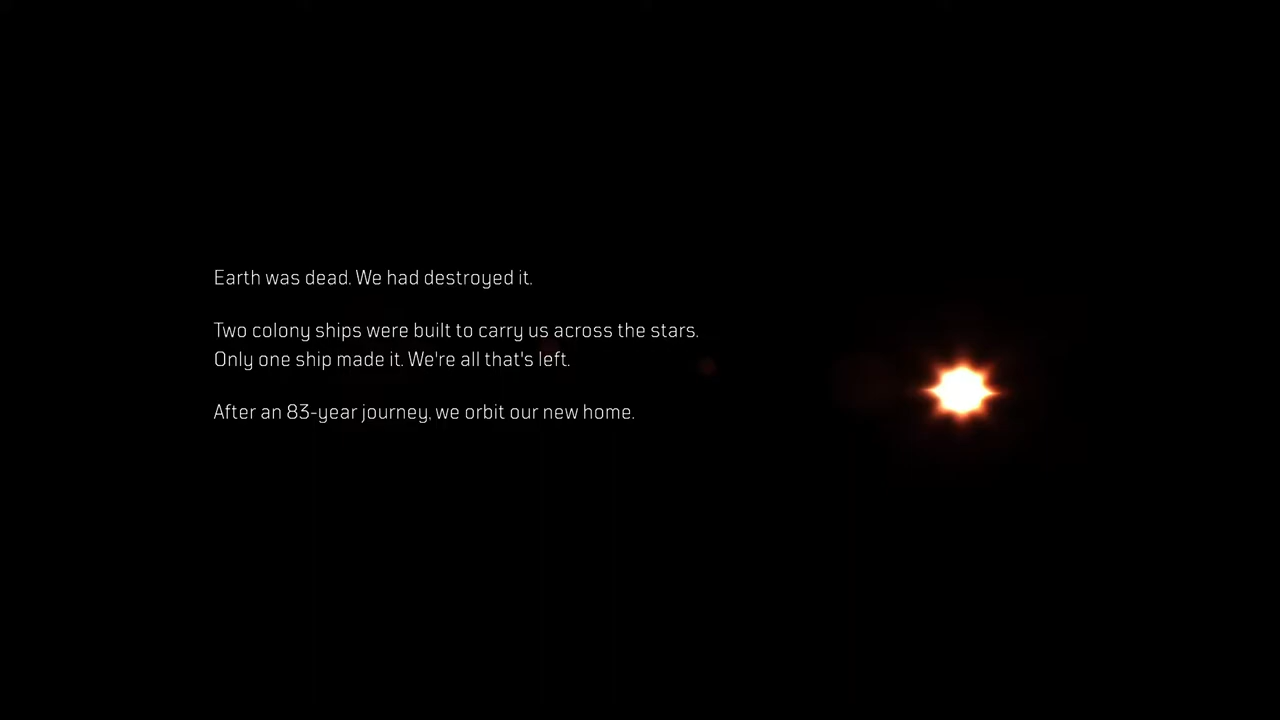 Earth was dead. We had destroyed it.
Two colony ships were built to carry us across the stars.
Only one ship made it. We're all that's left.
After an 83-year journey, we orbit our new home.